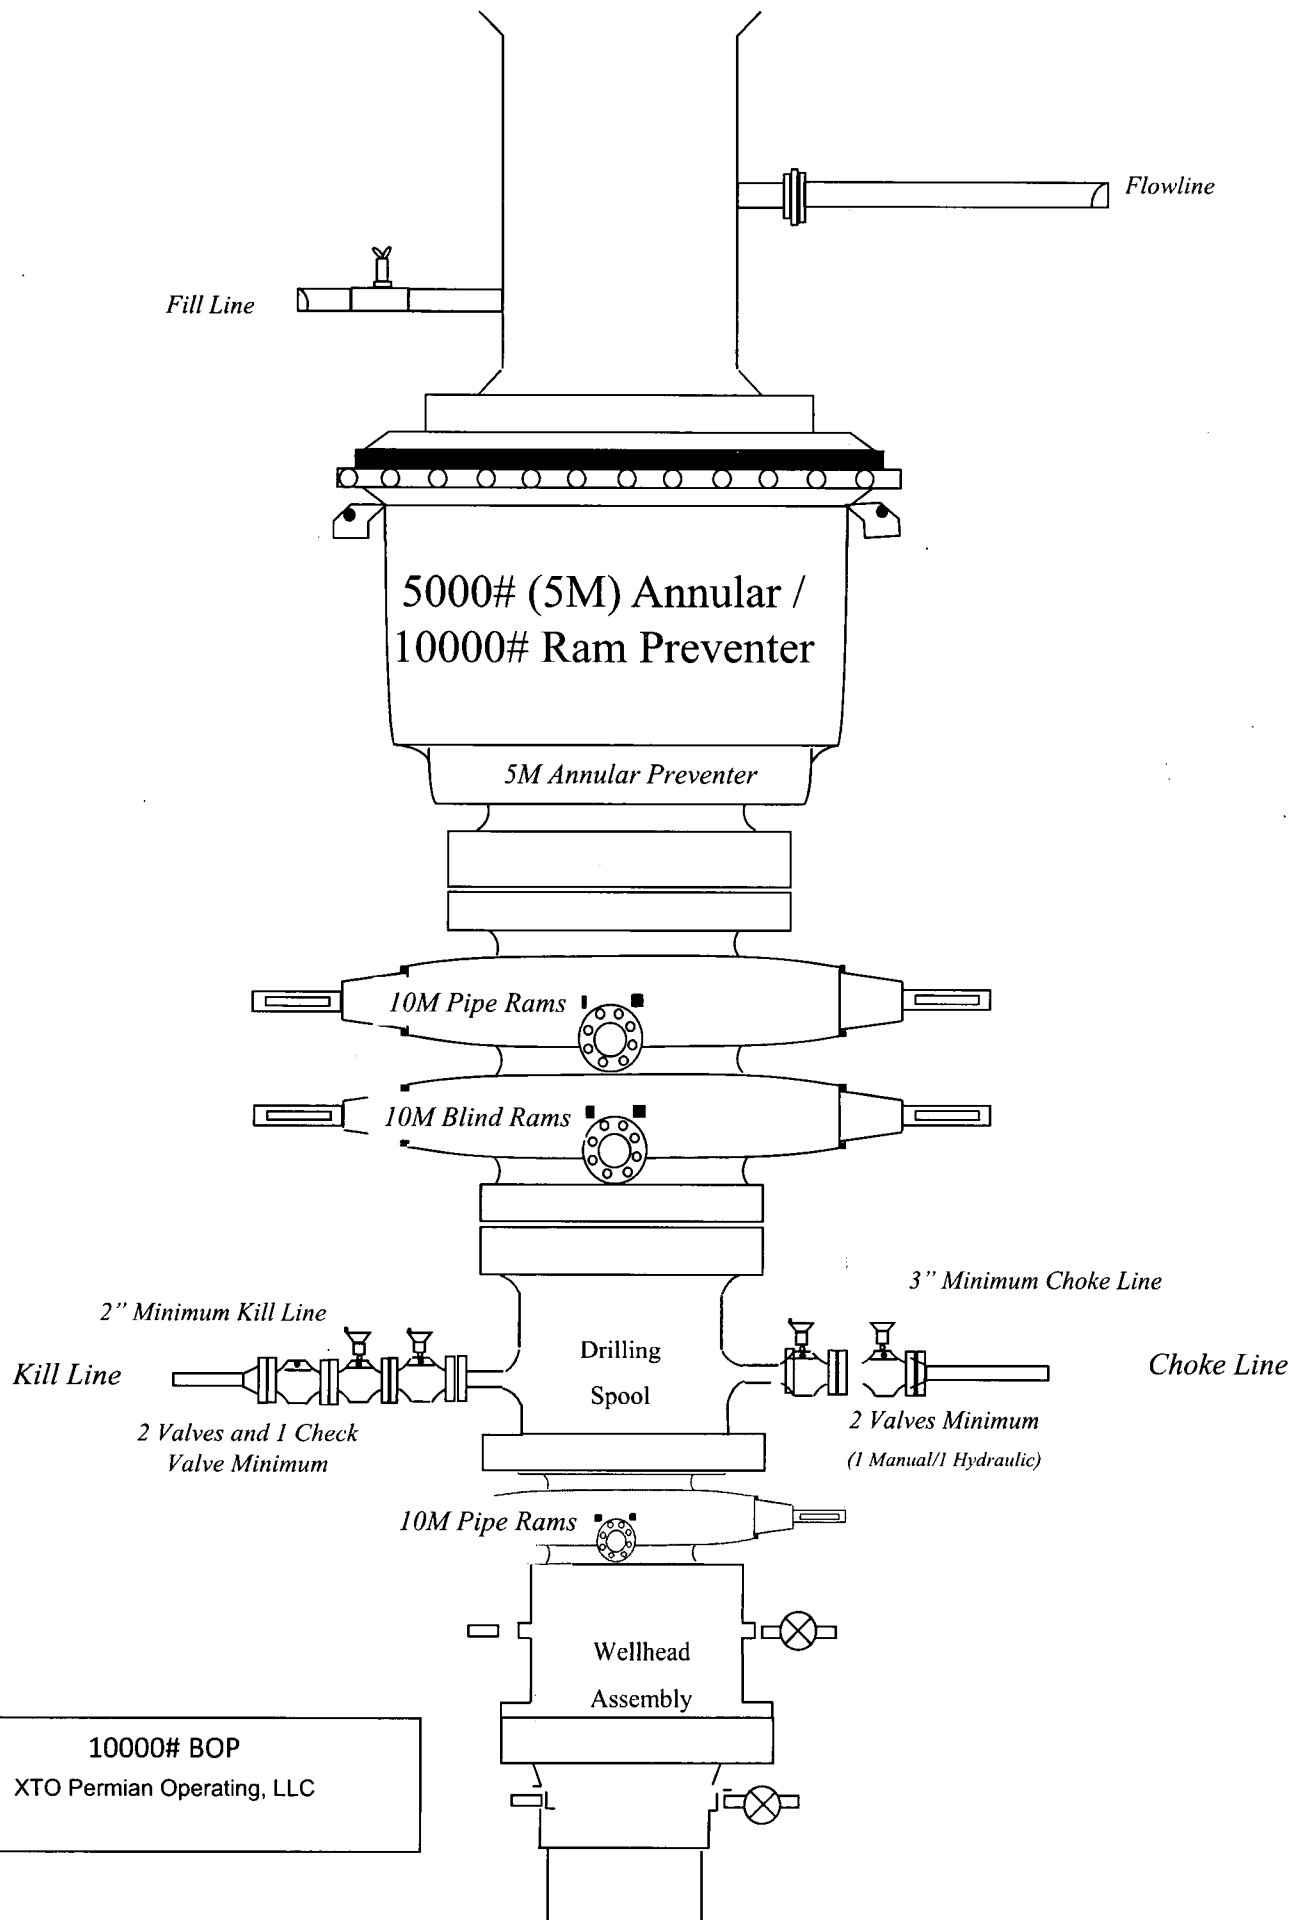 Flowline
Fill Line
5000# (5M) Annular /
10000# Ram Preventer
5M Annular Preventer
10M Pipe Rams
10M Blind Rams
3” Minimum Choke Line
2” Minimum Kill Line
Drilling
Spool
Kill Line
Choke Line
2 Valves and 1 Check
Valve Minimum
2 Valves Minimum
(1 Manual/1 Hydraulic)
10M Pipe Rams
Wellhead
Assembly
10000# BOP
XTO Permian Operating, LLC